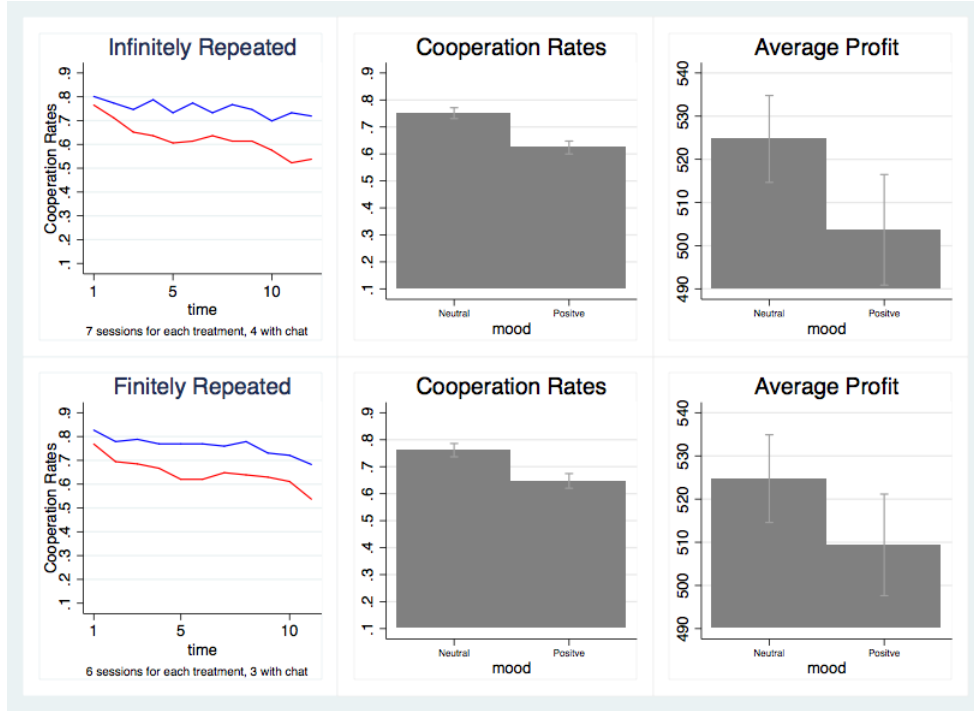 Infinitely Repeated
Cooperation Rates
.9
.8
.7
.6
.5
.4
.3
.2
.1
1 5 10
time
7 sessions for each treatment, 4 with chat
Cooperation Rates
.9
.8
.7
.6
.5
.4
.3
.2
.1
Neutral Positve
mood
Average Profit
540
530
520
510
500
490
Neutral Positve
mood
Finitely Repeated
Cooperation Rates
.9
.8
.7
.6
.5
.4
.3
.2
.1
1 5 10
time
6 sessions for each treatment, 3 with chat
Cooperation Rates
.9
.8
.7
.6
.5
.4
.3
.2
.1
Neutral Positve
mood
Average Profit
540
530
520
510
500
490
Neutral Positve
mood